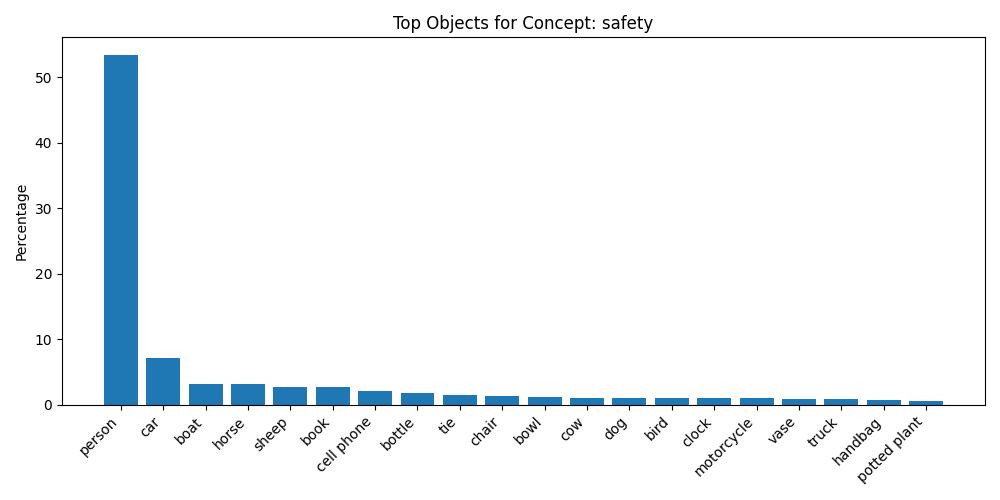 Top Objects for Concept: safety
Percentage
50
40
30
20
10
0
person
car
boat
horse
sheep
book
cell phone
bottle
tie
chair
bowl
cow
dog
bird
clock
motorcycle
vase
truck
handbag
potted plant